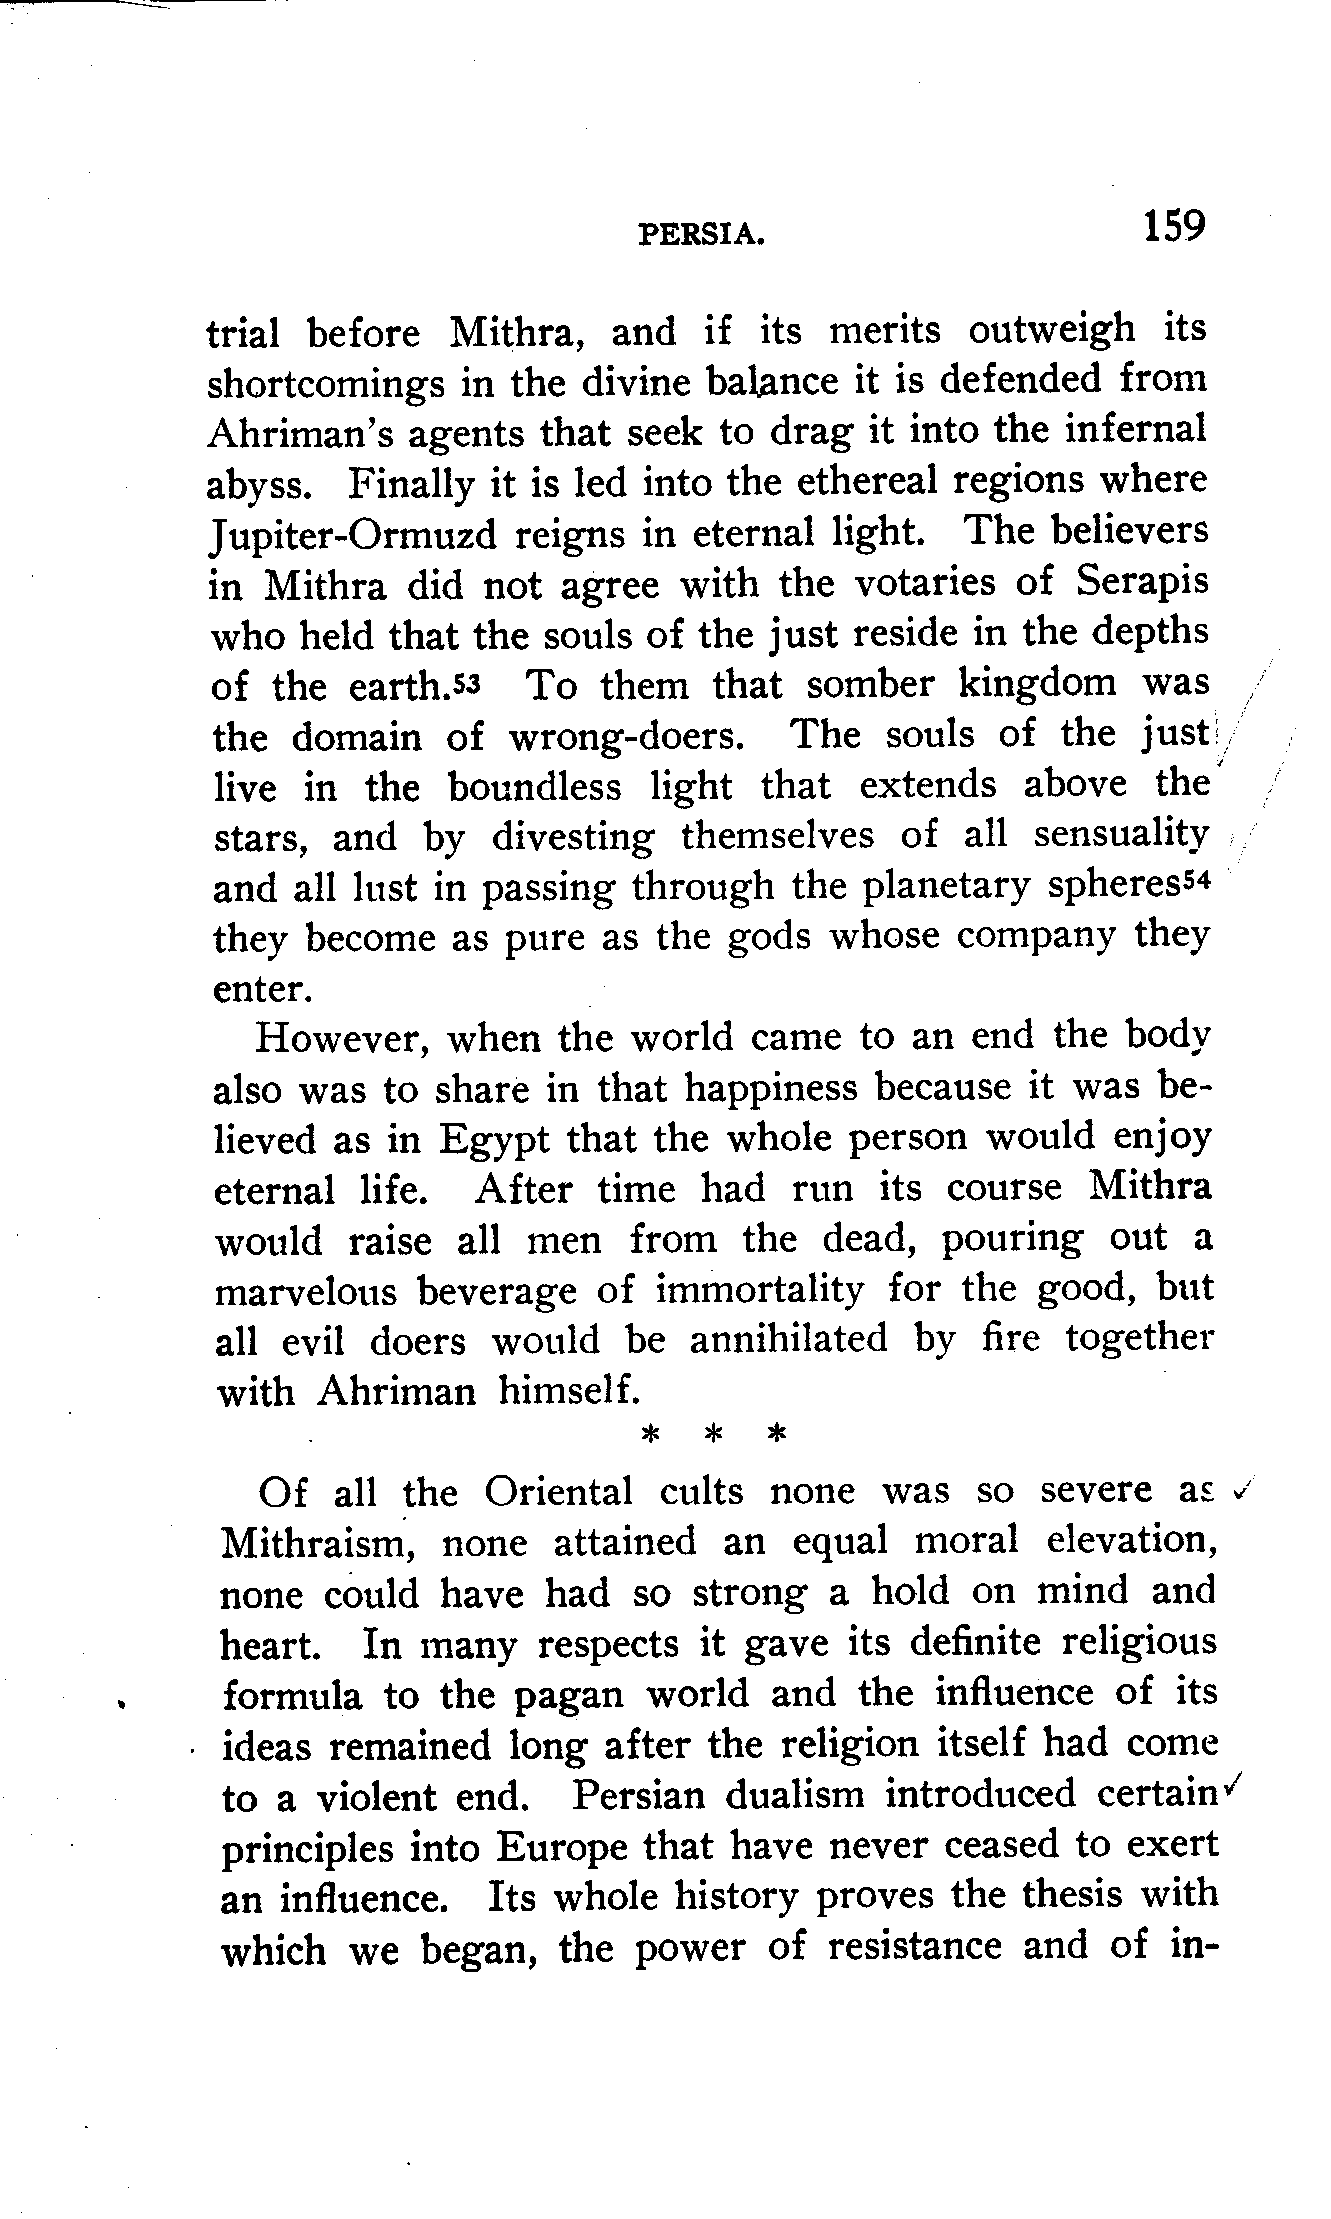 PERSIA. 159
trial before Mithra, and if its merits outweigh its
shortcomings in the divine balance it is defended from
Ahriman's agents that seek to drag it into the infernal
abyss. Finally it is led into the ethereal regions where
Jupiter-Ormuzd reigns in eternal light. The believers
in Mithra did not agree with the votaries of Serapis
who held that the souls of the just reside in the depths
of the earth.53 To them that somber kingdom was
the domain of wrong-doers. The souls of the just
live in the boundless light that extends above the
stars, and by divesting themselves of all sensuality
and all lust in passing through the planetary spheres54
they become as pure as the gods whose company they
enter.
However, when the world came to an end the body
also was to share in that happiness because it was be-
lieved as in Egypt that the whole person would enjoy
eternal life. After time had run its course Mithra
would raise all men from the dead, pouring out a
marvelous beverage of immortality for the good, but
all evil doers would be annihilated by fire together
with Ahriman himself.
* * *
Of all the Oriental cults none was so severe as
Mithraism, none attained an equal moral elevation,
none could have had so strong a hold on mind and
heart. In many respects it gave its definite religious
formula to the pagan world and the influence of its
ideas remained long after the religion itself had come
to a violent end. Persian dualism introduced certain
principles into Europe that have never ceased to exert
an influence. Its whole history proves the thesis with
which we began, the power of resistance and of in-